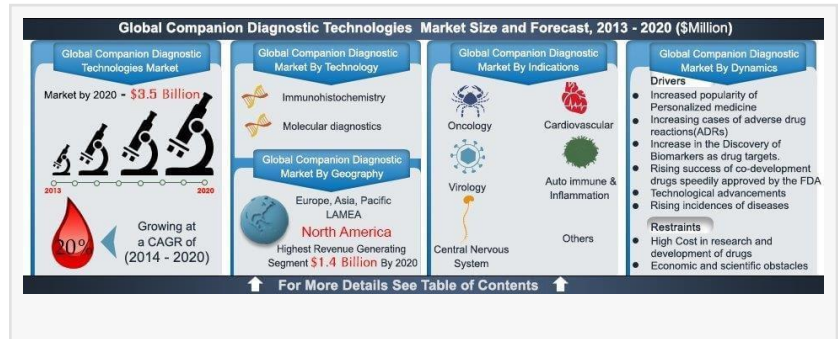 Global Companion Diagnostic Technologies Market Size and Forecast, 2013 - 2020 ($Million)
Global Companion Diagnostic
Technologies Market
Market by 2020 - $3.5 Billion
2013
2020
20%
Growing at
a CAGR of
(2014 - 2020)
Global Companion Diagnostic
Market By Technology
Immunohistochemistry
Molecular diagnostics
Global Companion Diagnostic
Market By Geography
Europe, Asia, Pacific
LAMEA
North America
Highest Revenue Generating
Segment $1.4 Billion By 2020
Global Companion Diagnostic
Market By Indications
Oncology
Cardiovascular
Virology
Auto immune &
Inflammation
Central Nervous
System
Others
Global Companion Diagnostic
Market By Dynamics
Drivers
Increased popularity of
Personalized medicine
Increasing cases of adverse drug
reactions(ADRs)
Increase in the Discovery of
Biomarkers as drug targets.
Rising success of co-development
drugs speedily approved by the FDA
Technological advancements
Rising incidences of diseases
Restraints
High Cost in research and
development of drugs
Economic and scientific obstacles
For More Details See Table of Contents